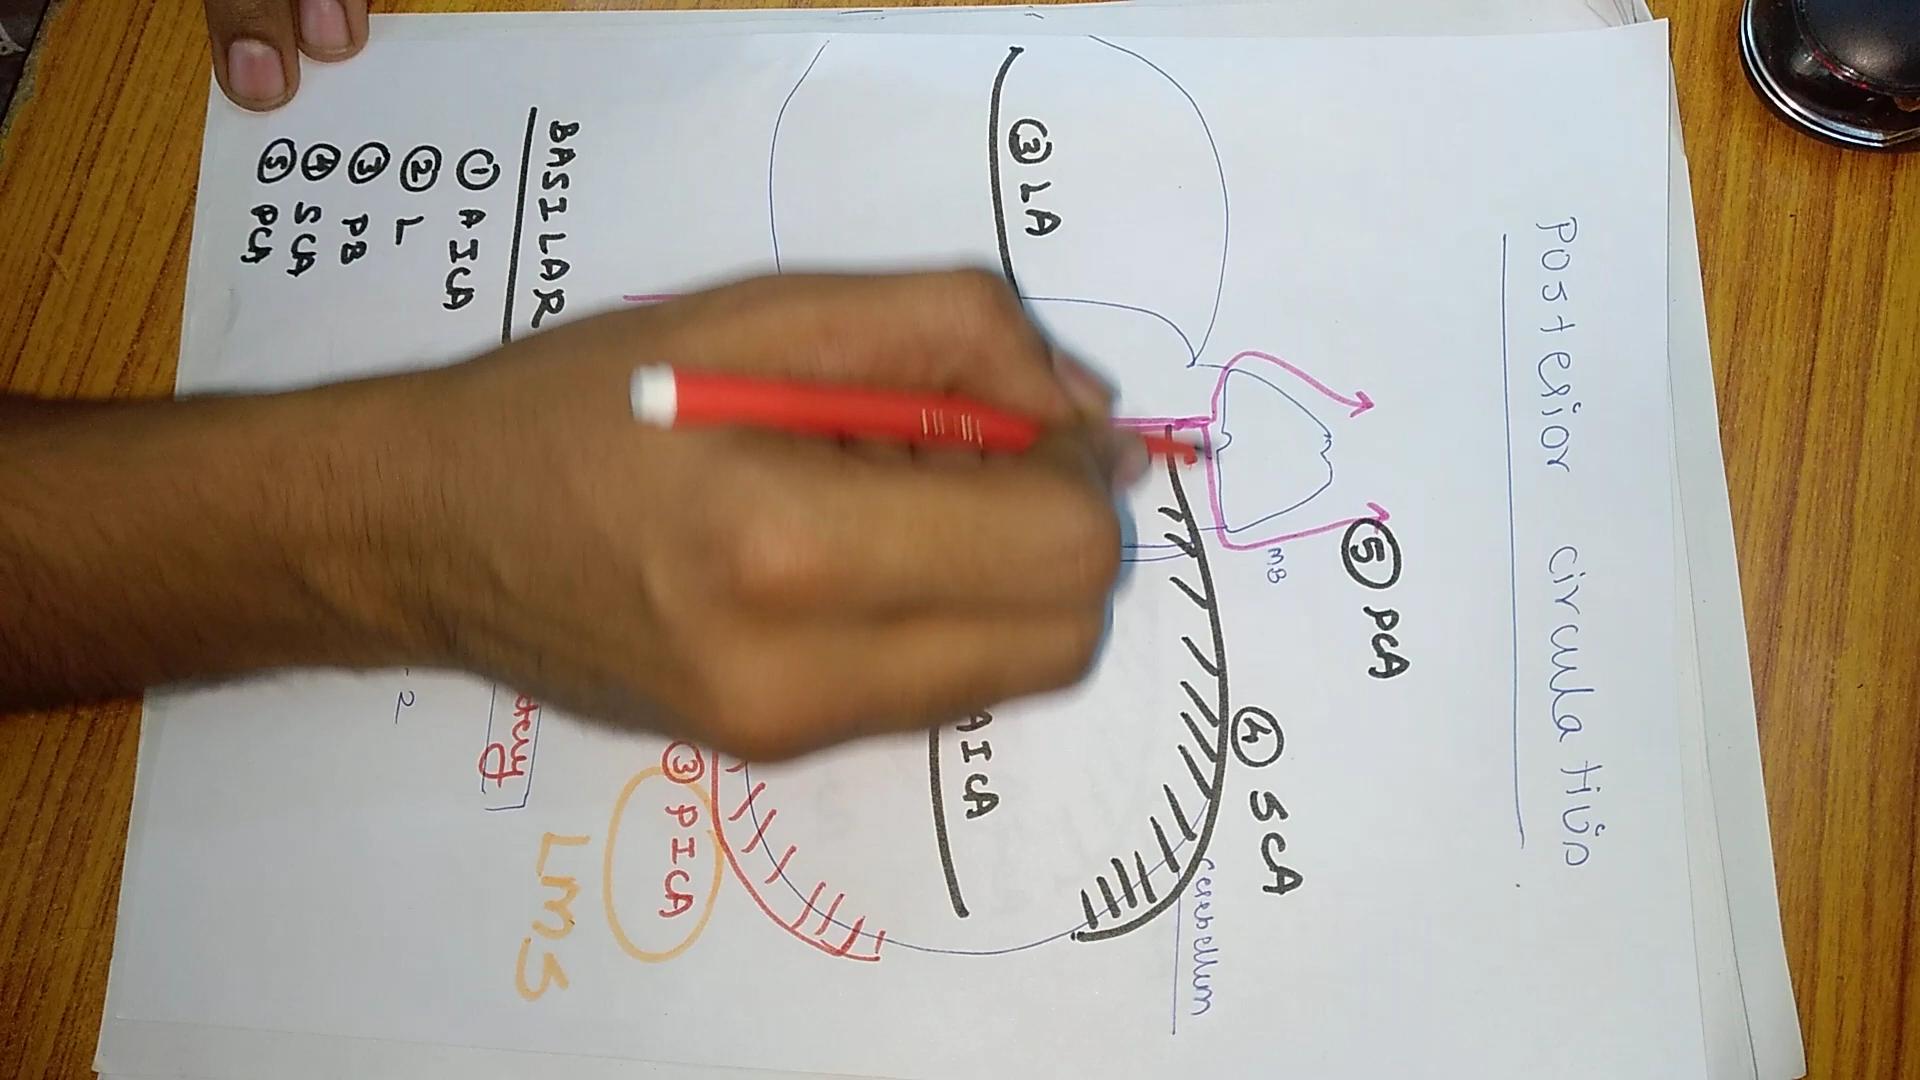 Posterior circulation
⑤ PCA
MB
④ SCA
Cerebellum
③ LA
AICA
BASILAR
① AICA
② L
③ PB
④ SCA
⑤ PCA
③ PICA
LMS